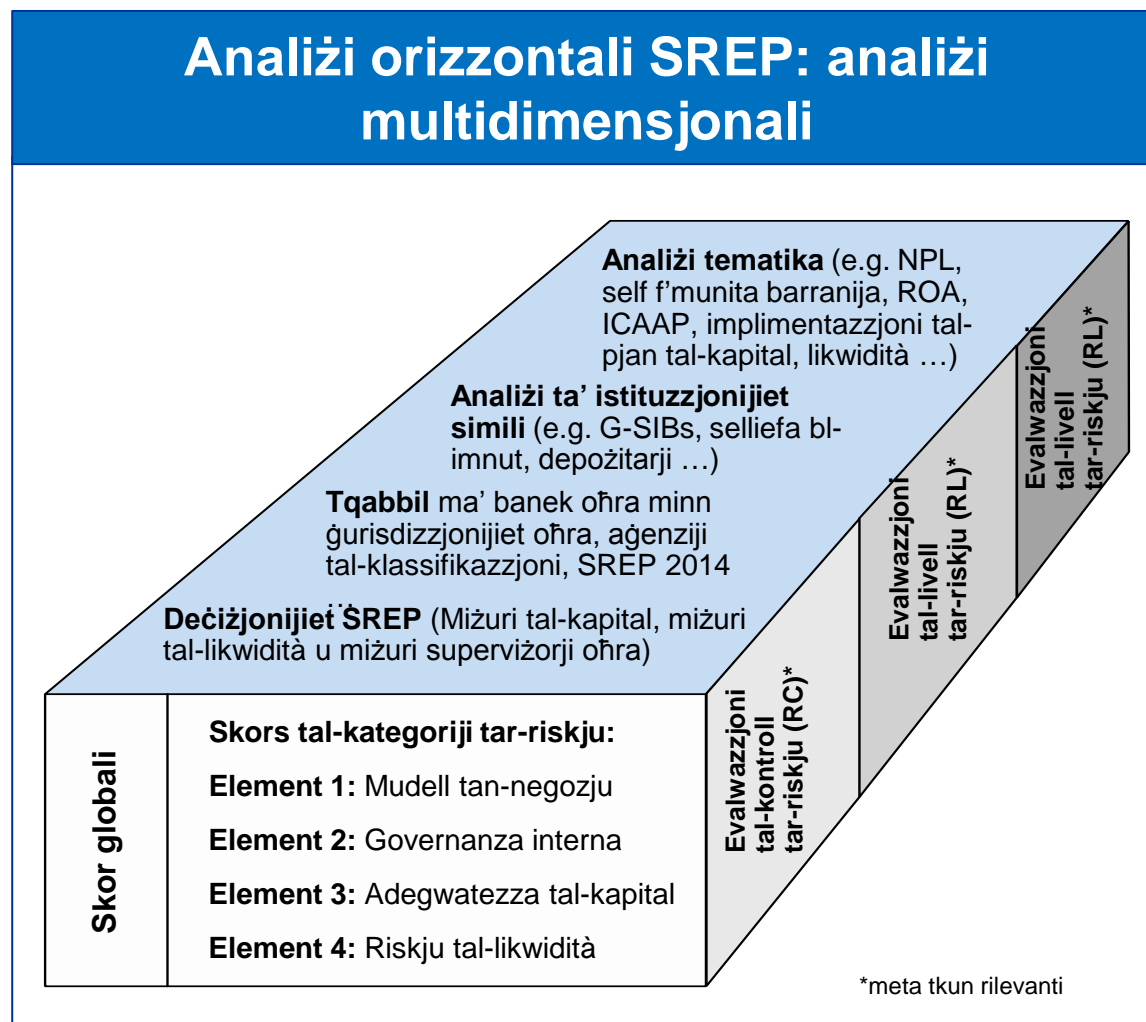 Analiżi orizzontali SREP: analiżi
multidimensjonali
Analiżi tematika (e.g. NPL,
self f'munita barranija, ROA,
ICAAP, implimentazzjoni tal-
pjan tal-kapital, likwidità …)
Analiżi ta' istituzzjonijiet
simili (e.g. G-SIBs, selliefa bl-
imnut, depożitarji …)
Tqabbil ma' banek oħra minn
ġurisdizzjonijiet oħra, aġenziji
tal-klassifikazzjoni, SREP 2014
…
Deċiżjonijiet SREP (Miżuri tal-kapital, miżuri
tal-likwidità u miżuri superviżorji oħra)
Skor globali
Skors tal-kategoriji tar-riskju:
Element 1: Mudell tan-negozju
Element 2: Governanza interna
Element 3: Adegwatezza tal-kapital
Element 4: Riskju tal-likwidità
Evalwazzjoni
tal-kontroll
tar-riskju (RC)*
Evalwazzjoni
tal-livell
tar-riskju (RL)*
Evalwazzjoni
tal-livell
tar-riskju (RL)*
*meta tkun rilevanti